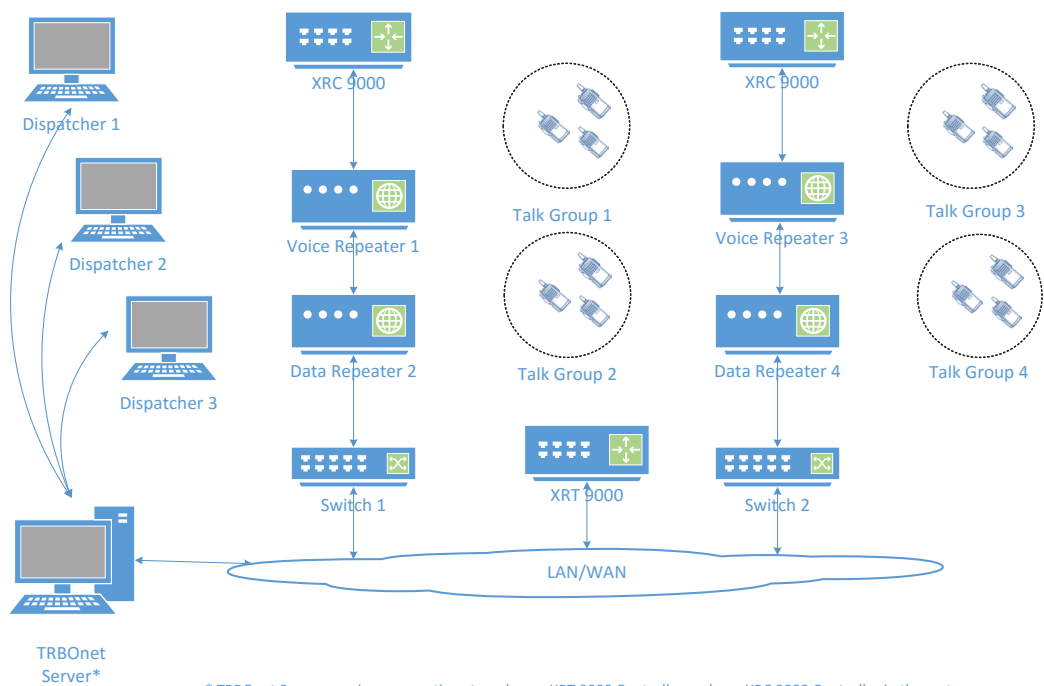 XRC 9000
XRC 9000
Dispatcher 1
Talk Group 1
Talk Group 3
Voice Repeater 1
Voice Repeater 3
Dispatcher 2
Data Repeater 2
Talk Group 2
Data Repeater 4
Talk Group 4
Dispatcher 3
Switch 1
XRT 9000
Switch 2
LAN/WAN
TRBOnet
Server*